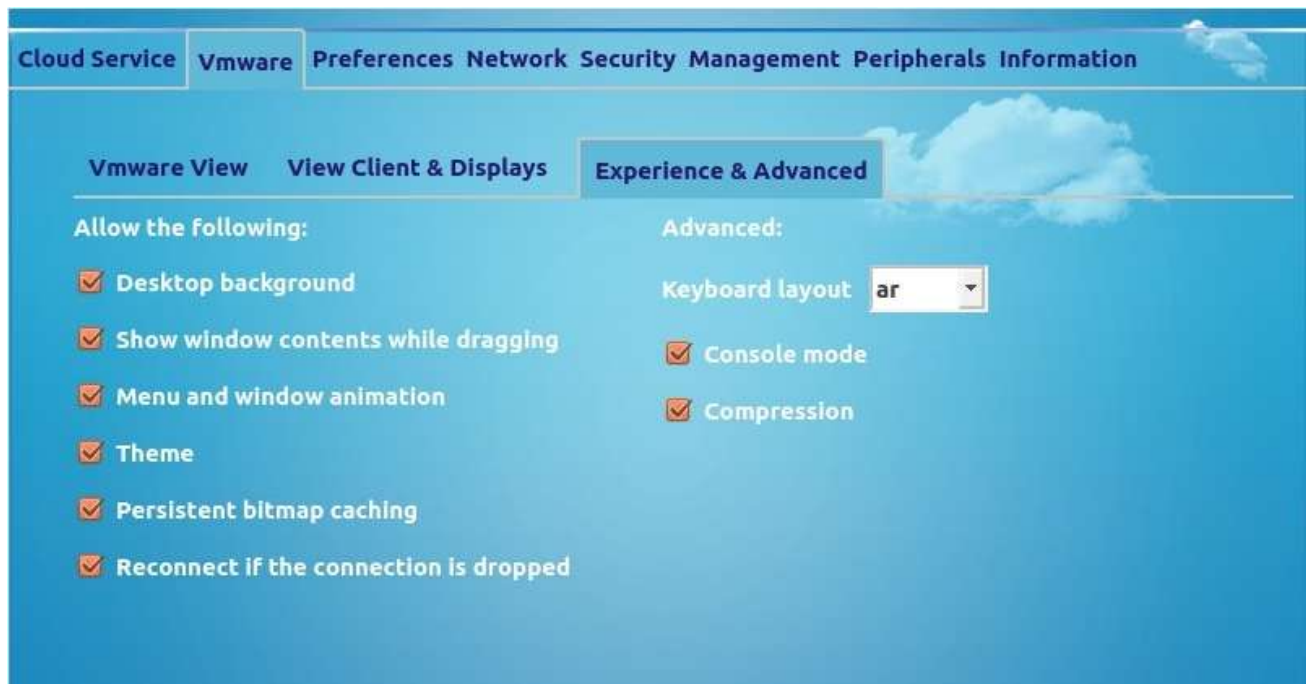 Cloud Service Vmware Preferences Network Security Management Peripherals Information
Vmware View View Client & Displays Experience & Advanced
Allow the following:
Desktop background
Show window contents while dragging
Menu and window animation
Theme
Persistent bitmap caching
Reconnect if the connection is dropped
Advanced:
Keyboard layout ar
Console mode
Compression